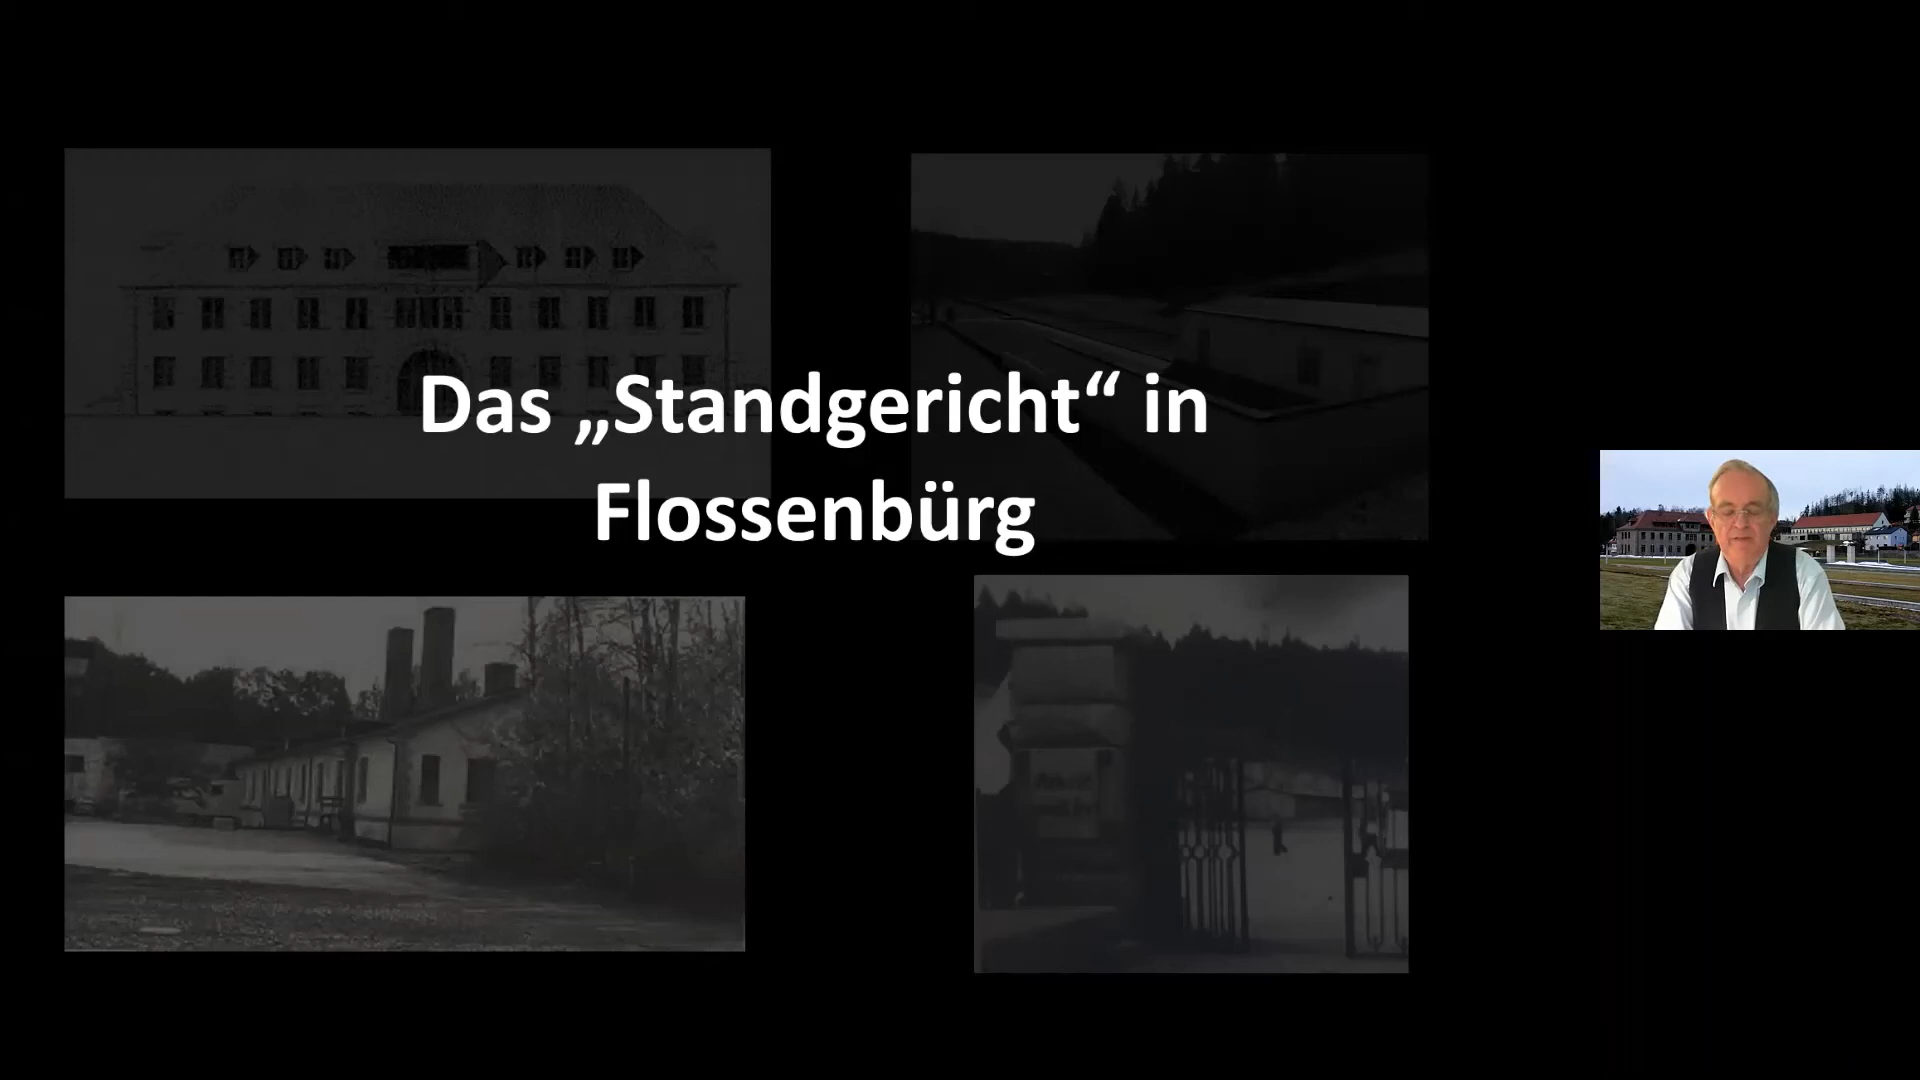 Das „Standgericht“ in
Flossenbürg